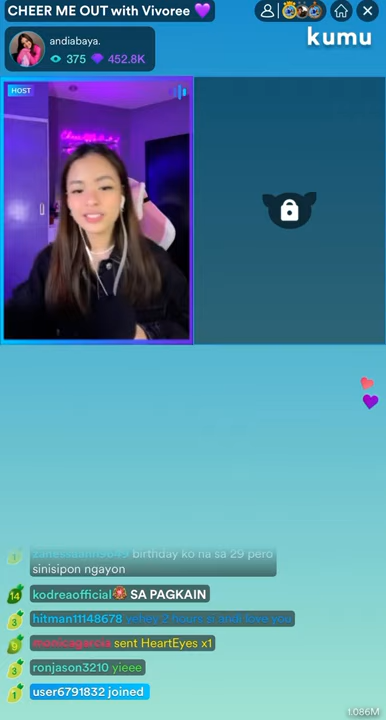 CHEER ME OUT with Vivoree 💜
andiabaya.
375 452.8K
kumu
HOST
1
birthday ko na sa 29 pero
sinisipon ngayon
14 kodreaofficial SA PAGKAIN
3 hitman11148678 yehey 2 hours si andi love you
9 monicagarcia sent HeartEyes x1
3 ronjason3210 yieee
1 user6791832 joined
1.086M